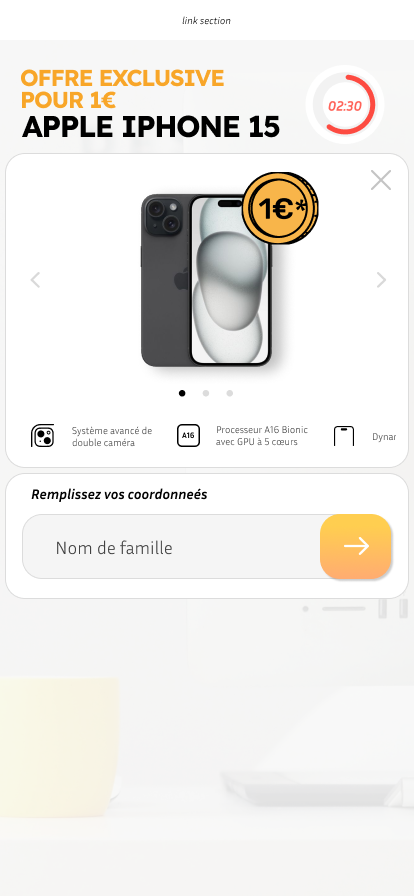 link section
OFFRE EXCLUSIVE
POUR 1€
APPLE IPHONE 15
02:30
1€*
Système avancé de
double caméra
A16
Processeur A16 Bionic
avec GPU à 5 cœurs
Dynar
Remplissez vos coordonneés
Nom de famille